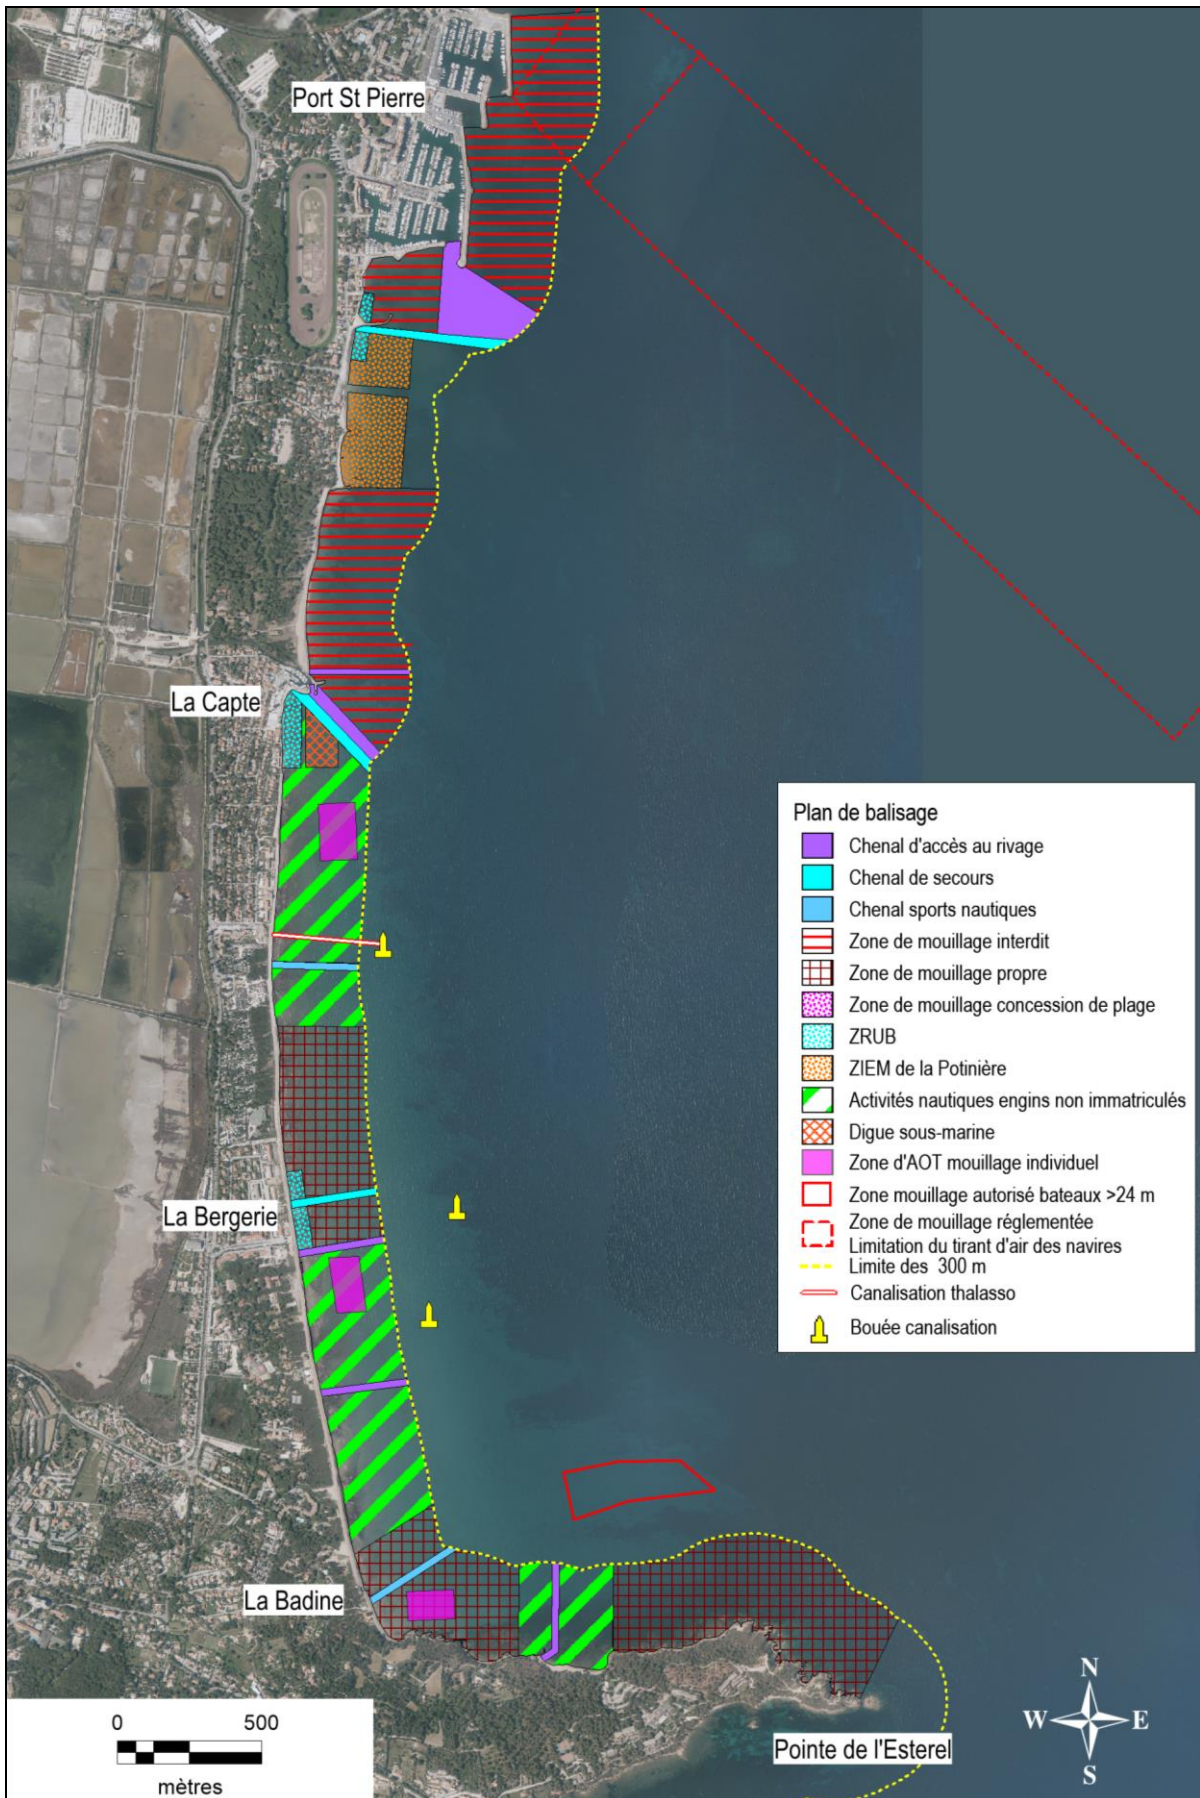 Port St Pierre
La Capte
Plan de balisage
Chenal d'accès au rivage
Chenal de secours
Chenal sports nautiques
Zone de mouillage interdit
Zone de mouillage propre
Zone de mouillage concession de plage
ZRUB
ZIEM de la Potinière
Activités nautiques engins non immatriculés
Digue sous-marine
Zone d'AOT mouillage individuel
Zone mouillage autorisé bateaux >24 m
Zone de mouillage réglementée
Limitation du tirant d'air des navires
Limite des 300 m
Canalisation thalasso
Bouée canalisation
La Bergerie
La Badine
Pointe de l'Esterel
N
W E
S
0 500
mètres